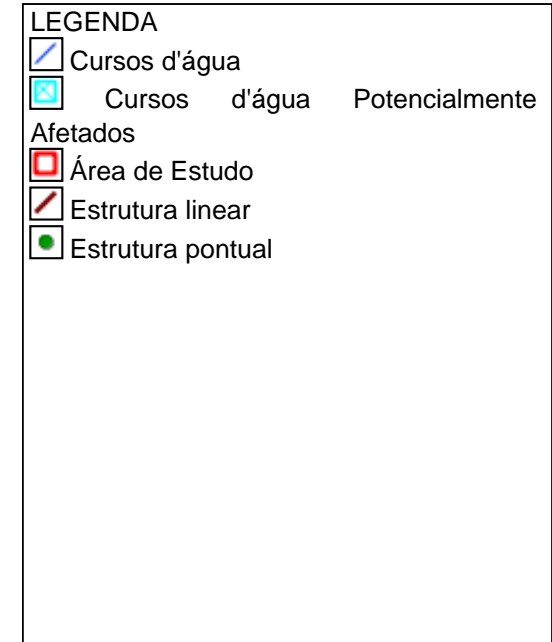 LEGENDA
Cursos d'água
Cursos d'água Potencialmente
Afetados
Área de Estudo
Estrutura linear
Estrutura pontual